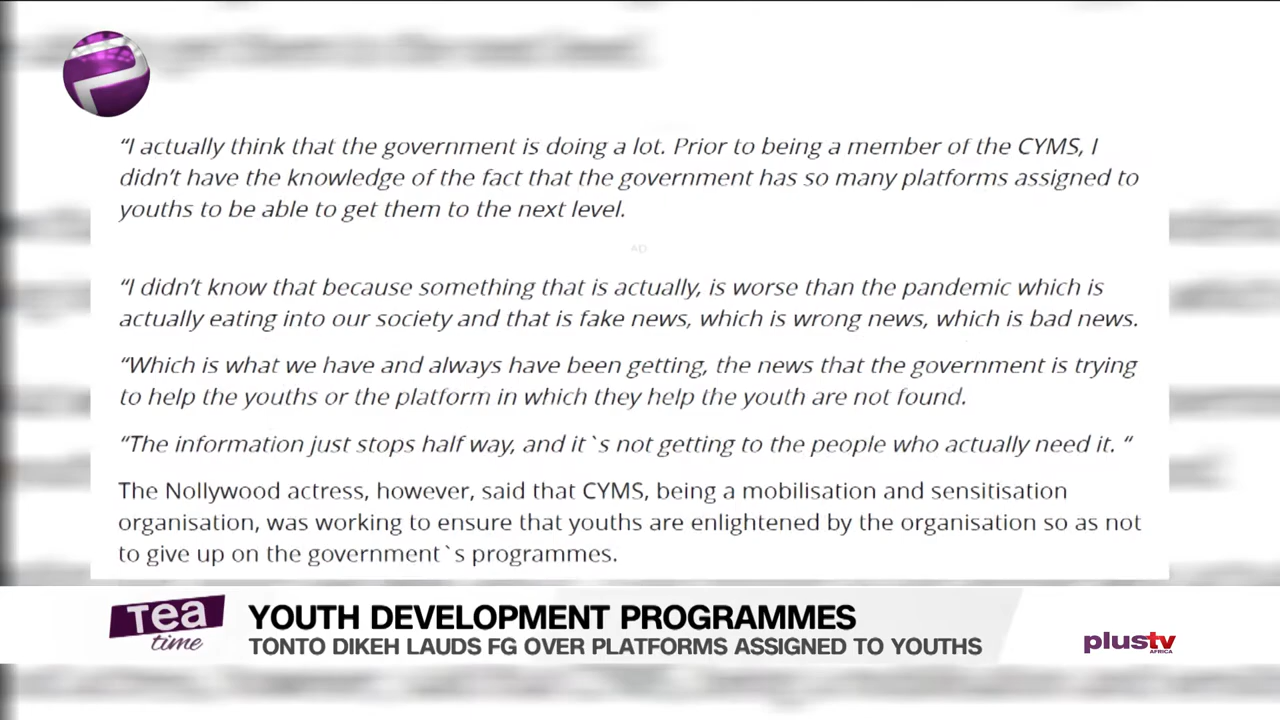 “I actually think that the government is doing a lot. Prior to being a member of the CYMS, I
didn’t have the knowledge of the fact that the government has so many platforms assigned to
youths to be able to get them to the next level.
AD
“I didn’t know that because something that is actually, is worse than the pandemic which is
actually eating into our society and that is fake news, which is wrong news, which is bad news.
“Which is what we have and always have been getting, the news that the government is trying
to help the youths or the platform in which they help the youth are not found.
“The information just stops half way, and it`s not getting to the people who actually need it. “
The Nollywood actress, however, said that CYMS, being a mobilisation and sensitisation
organisation, was working to ensure that youths are enlightened by the organisation so as not
to give up on the government`s programmes.
Tea
time
YOUTH DEVELOPMENT PROGRAMMES
TONTO DIKEH LAUDS FG OVER PLATFORMS ASSIGNED TO YOUTHS
plustv
AFRICA